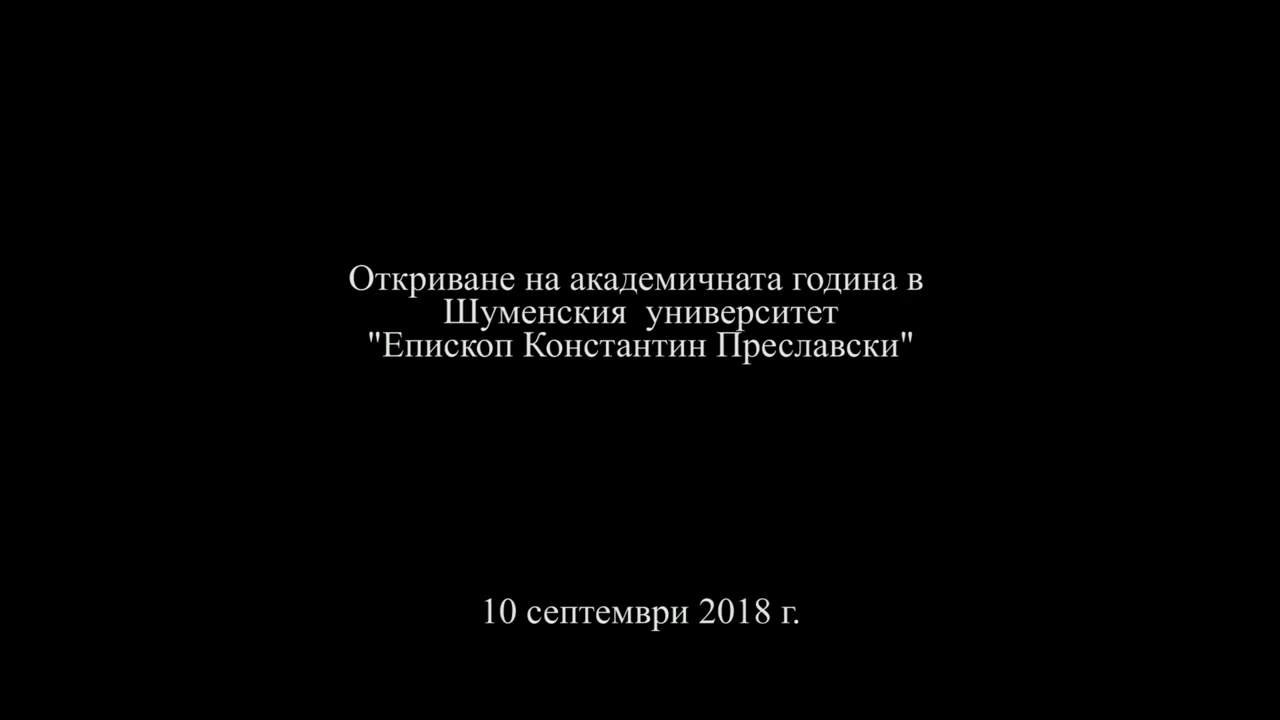 Откриване на академичната година в
Шуменския  университет
"Епископ Константин Преславски"
10 септември 2018 г.